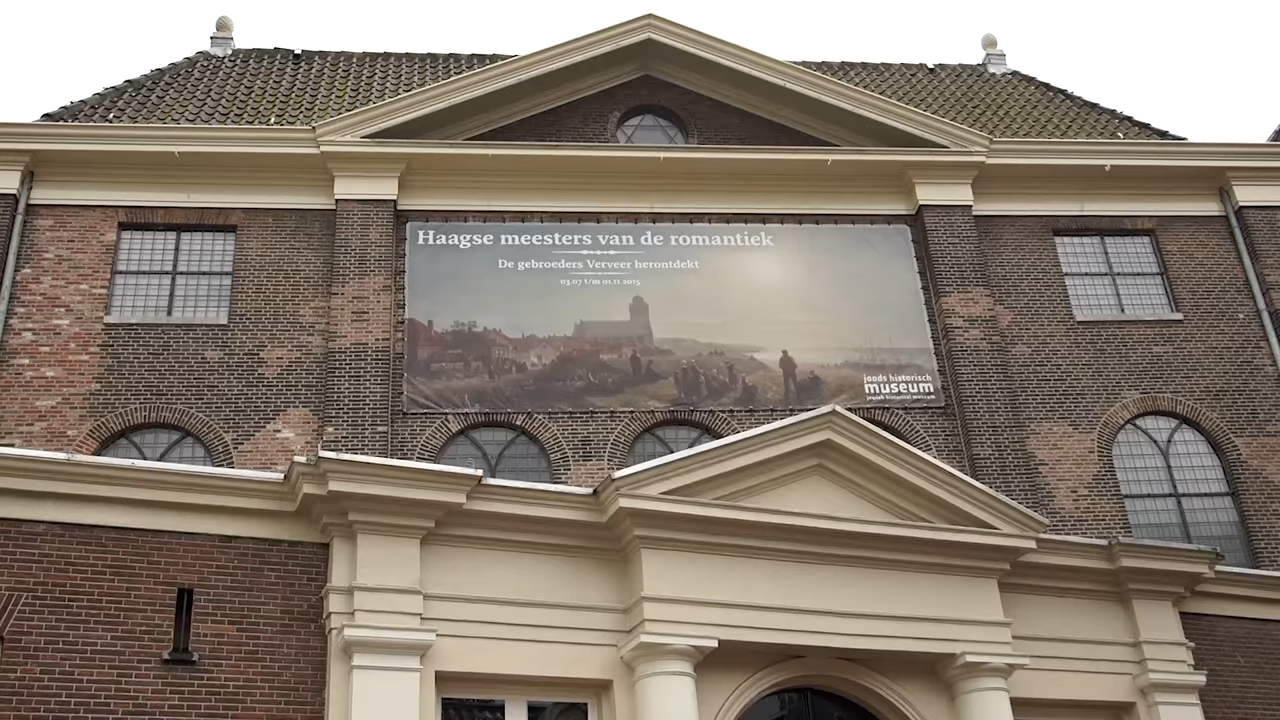 Haagse meesters van de romantiek
De gebroeders Verveer herontdekt
03.07 t/m 01.11.2015
joods historisch
museum
jewish historical museum